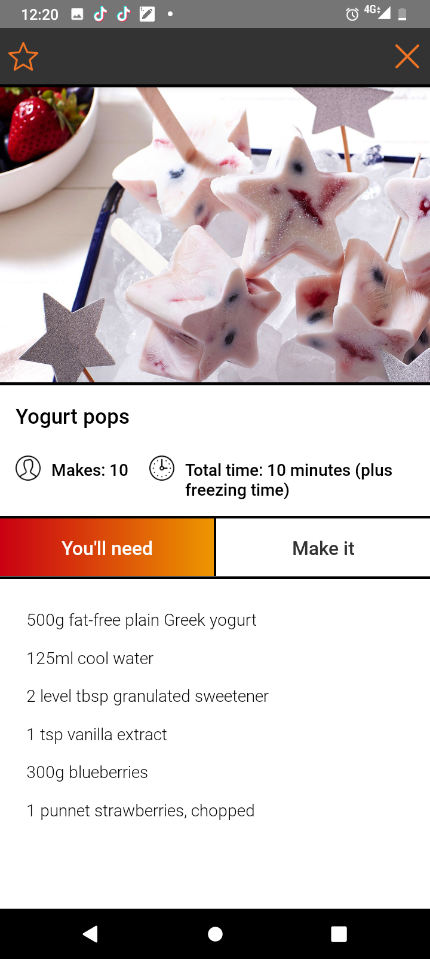 12:20
4G
Yogurt pops
Makes: 10
Total time: 10 minutes (plus
freezing time)
You'll need
Make it
500g fat-free plain Greek yogurt
125ml cool water
2 level tbsp granulated sweetener
1 tsp vanilla extract
300g blueberries
1 punnet strawberries, chopped